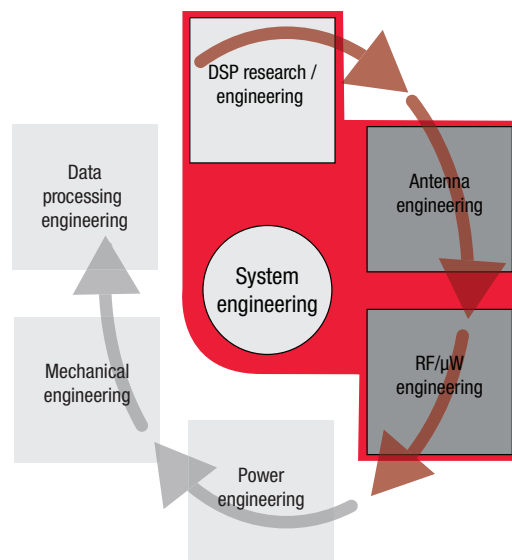 DSP research /
engineering
Antenna
engineering
RF/µW
engineering
Power
engineering
Mechanical
engineering
Data
processing
engineering
System
engineering